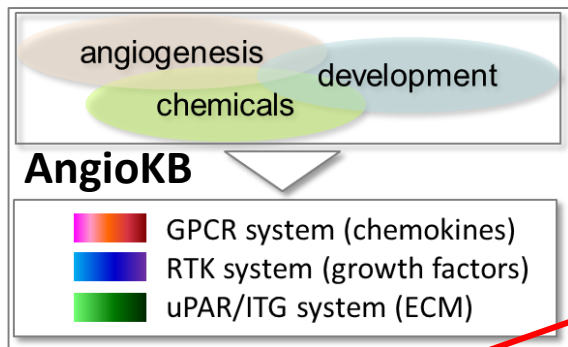 angiogenesis
development
chemicals
AngioKB
GPCR system (chemokines)
RTK system (growth factors)
uPAR/ITG system (ECM)